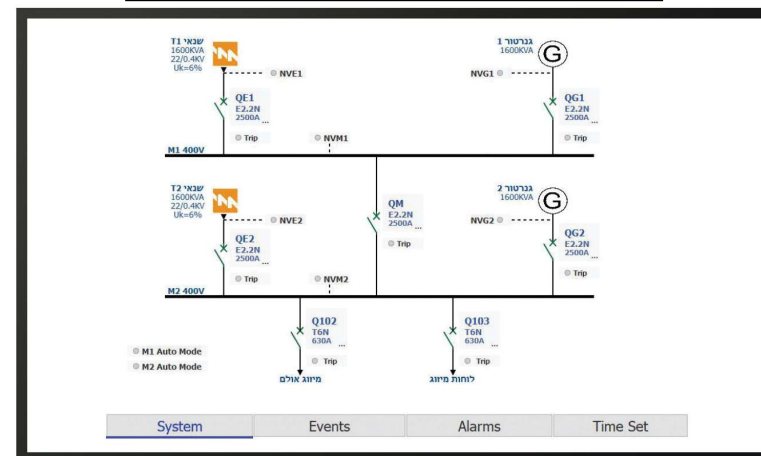 שנאי T1
1600KVA
22/0.4KV
Uk=6%
NVE1
QE1
E2.2N
2500A ...
Trip
M1 400V
NVM1
גנרטור 1
1600KVA
G
NVG1
QG1
E2.2N
2500A ...
Trip
שנאי T2
1600KVA
22/0.4KV
Uk=6%
NVE2
QE2
E2.2N
2500A ...
Trip
M2 400V
NVM2
QM
E2.2N
2500A ...
Trip
גנרטור 2
1600KVA
G
NVG2
QG2
E2.2N
2500A ...
Trip
Q102
T6N
630A ...
Trip
מיזוג אולם
Q103
T6N
630A ...
Trip
לוחות מיזוג
M1 Auto Mode
M2 Auto Mode
System
Events
Alarms
Time Set